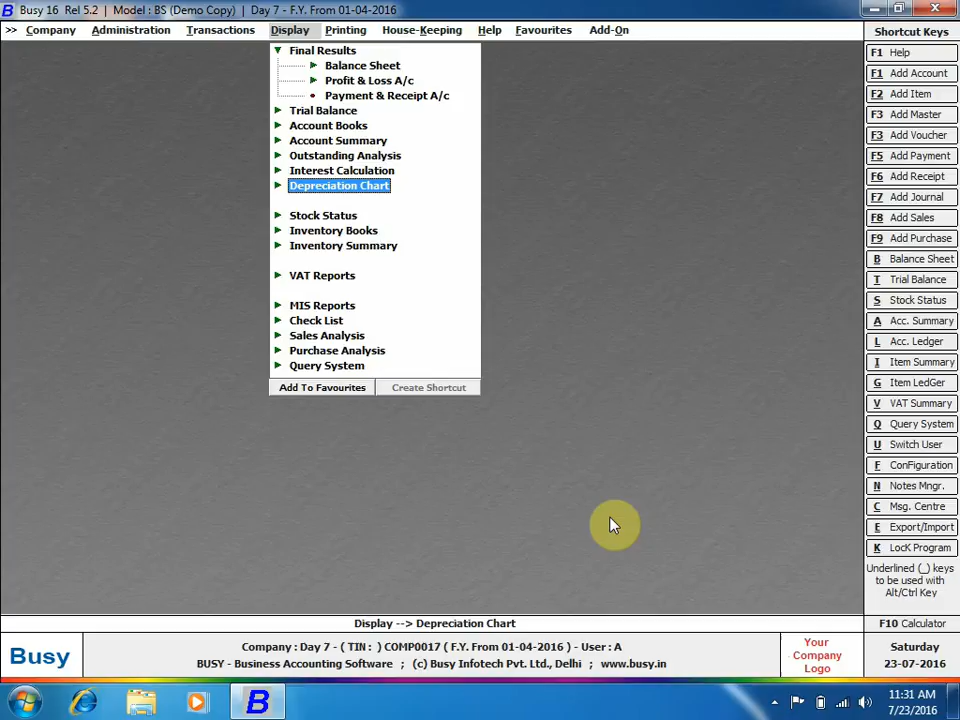 Busy 16 Rel 5.2 | Model : BS (Demo Copy) | Day 7 - F.Y. From 01-04-2016
>> Company Administration Transactions Display Printing House-Keeping Help Favourites Add-On
Final Results
Balance Sheet
Profit & Loss A/c
Payment & Receipt A/c
Trial Balance
Account Books
Account Summary
Outstanding Analysis
Interest Calculation
Depreciation Chart
Stock Status
Inventory Books
Inventory Summary
VAT Reports
MIS Reports
Check List
Sales Analysis
Purchase Analysis
Query System
Add To Favourites Create Shortcut
Shortcut Keys
F1 Help
F1 Add Account
F2 Add Item
F3 Add Master
F3 Add Voucher
F5 Add Payment
F6 Add Receipt
F7 Add Journal
F8 Add Sales
F9 Add Purchase
B Balance Sheet
T Trial Balance
S Stock Status
A Acc. Summary
L Acc. Ledger
I Item Summary
G Item LedGer
V VAT Summary
Q Query System
U Switch User
F ConFiguration
N Notes Mngr.
C Msg. Centre
E Export/Import
K LocK Program
Underlined (_) keys
to be used with
Alt/Ctrl Key
F10 Calculator
Display --> Depreciation Chart
Busy
Company : Day 7 - ( TIN : ) COMP0017 ( F.Y. From 01-04-2016 ) - User : A
BUSY - Business Accounting Software ; (c) Busy Infotech Pvt. Ltd., Delhi ; www.busy.in
Your
Company
Logo
Saturday
23-07-2016
11:31 AM
7/23/2016